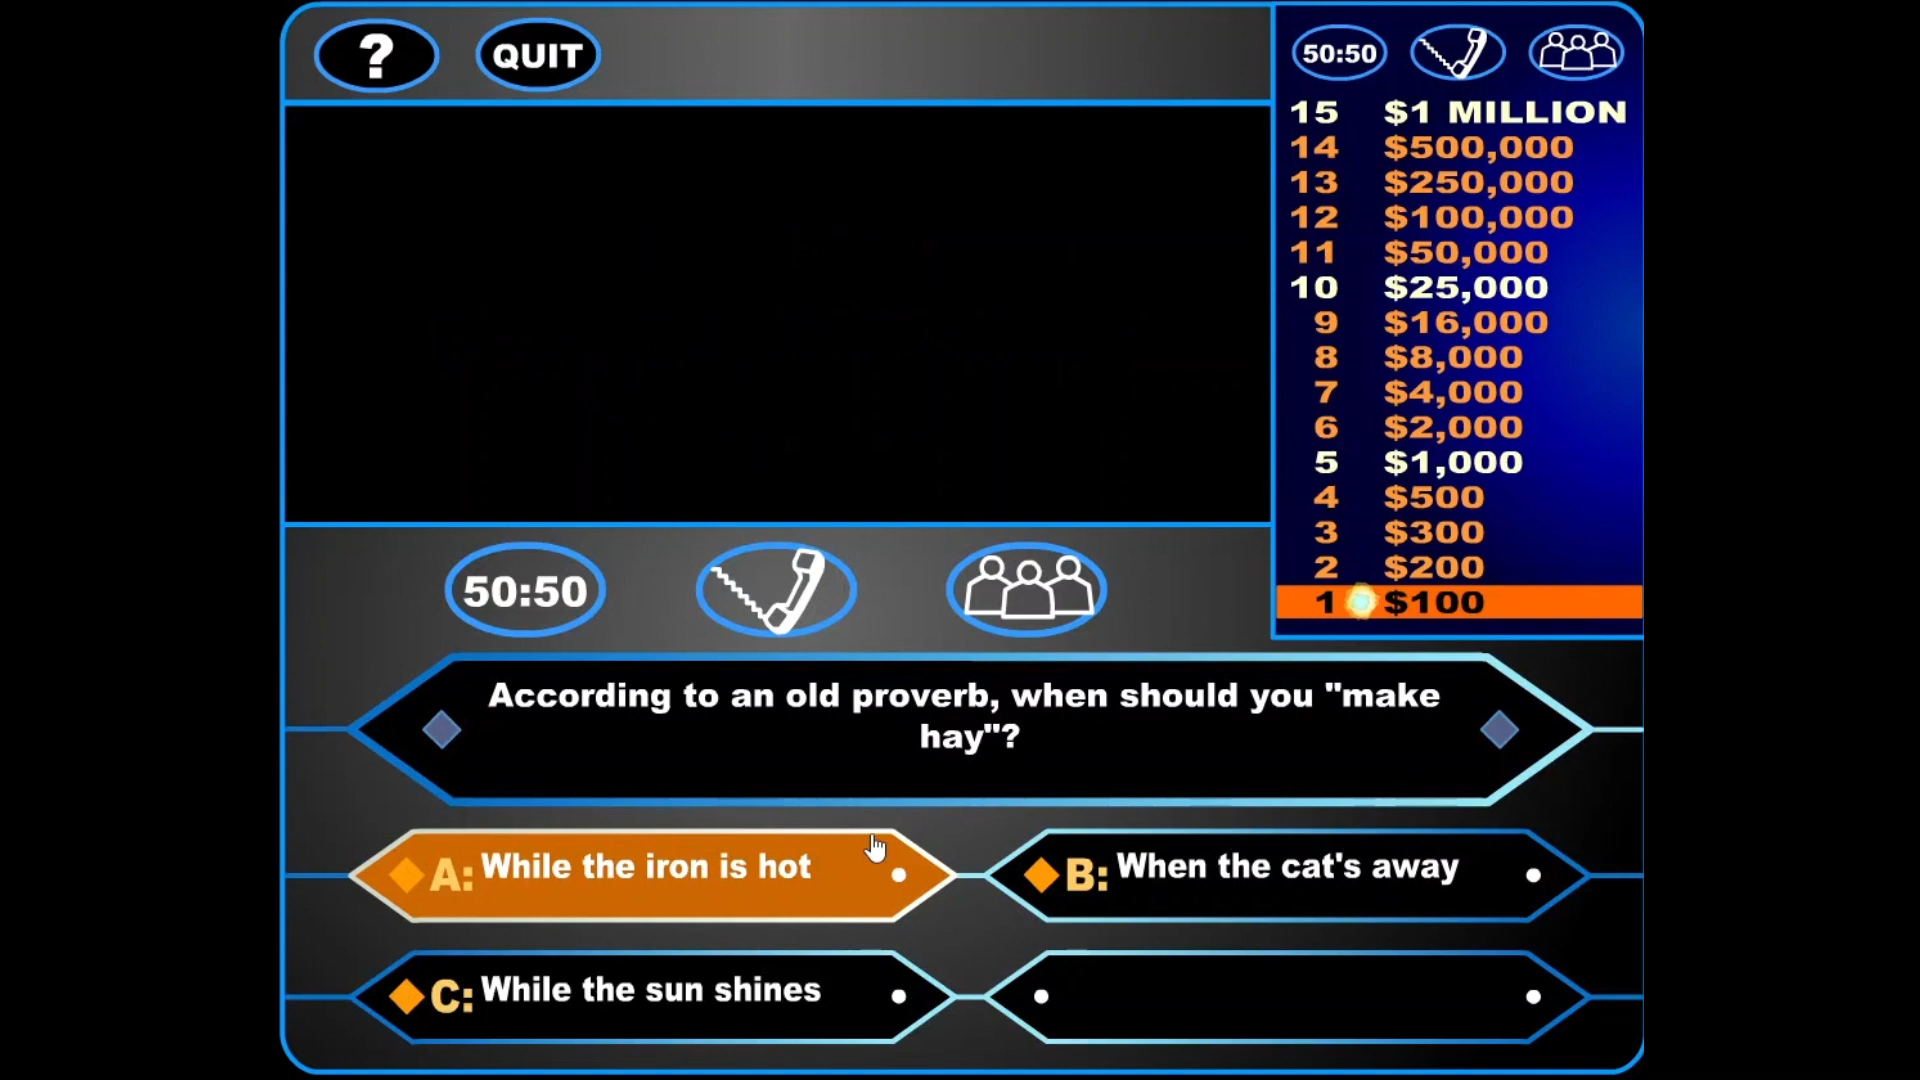 ? QUIT
50:50
15 $1 MILLION
14 $500,000
13 $250,000
12 $100,000
11 $50,000
10 $25,000
9 $16,000
8 $8,000
7 $4,000
6 $2,000
5 $1,000
4 $500
3 $300
2 $200
1 $100
50:50
According to an old proverb, when should you "make
hay"?
A: While the iron is hot
B: When the cat's away
C: While the sun shines